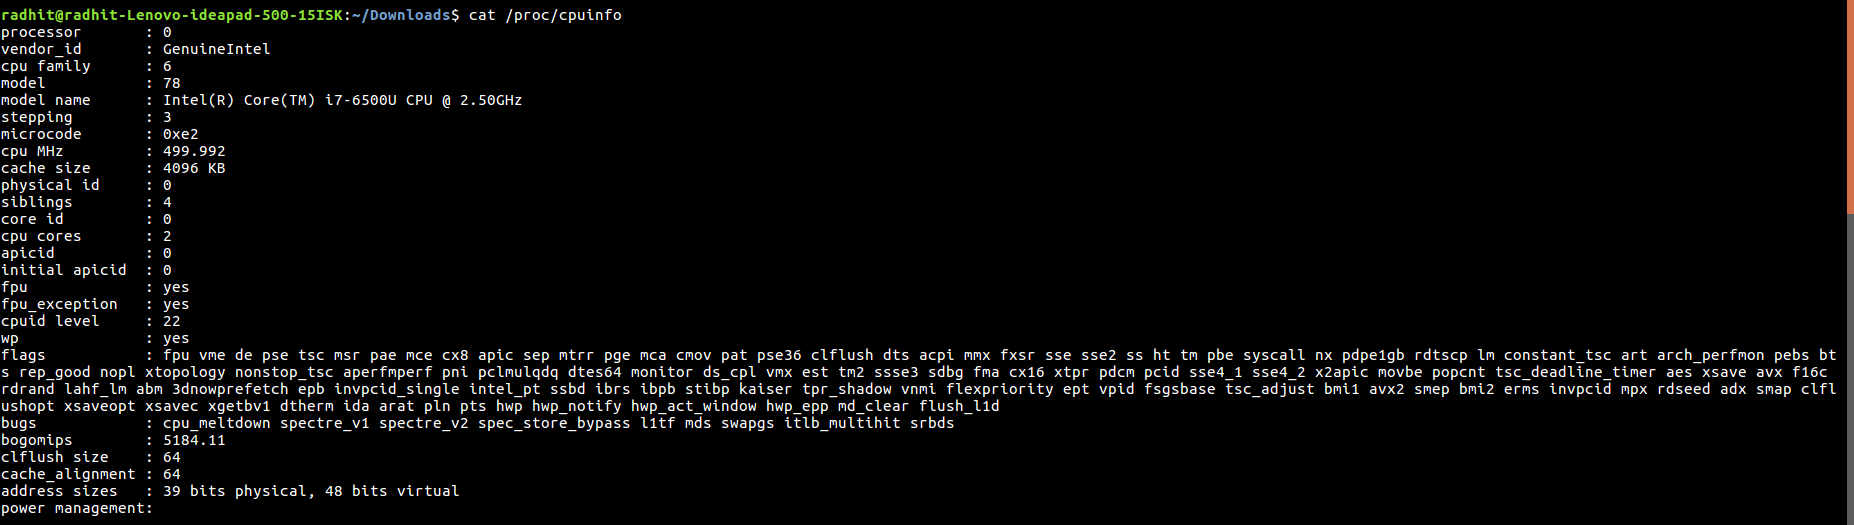 radhit@radhit-Lenovo-ideapad-500-15ISK:~/Downloads$ cat /proc/cpuinfo
processor       : 0
vendor_id       : GenuineIntel
cpu family      : 6
model           : 78
model name      : Intel(R) Core(TM) i7-6500U CPU @ 2.50GHz
stepping        : 3
microcode       : 0xe2
cpu MHz         : 499.992
cache size      : 4096 KB
physical id     : 0
siblings        : 4
core id         : 0
cpu cores       : 2
apicid          : 0
initial apicid  : 0
fpu             : yes
fpu_exception   : yes
cpuid level     : 22
wp              : yes
flags           : fpu vme de pse tsc msr pae mce cx8 apic sep mtrr pge mca cmov pat pse36 clflush dts acpi mmx fxsr sse sse2 ss ht tm pbe syscall nx pdpe1gb rdtscp lm constant_tsc art arch_perfmon pebs bt
s rep_good nopl xtopology nonstop_tsc aperfmperf pni pclmulqdq dtes64 monitor ds_cpl vmx est tm2 ssse3 sdbg fma cx16 xtpr pdcm pcid sse4_1 sse4_2 x2apic movbe popcnt tsc_deadline_timer aes xsave avx f16c
rdrand lahf_lm abm 3dnowprefetch epb invpcid_single intel_pt ssbd ibrs ibpb stibp kaiser tpr_shadow vnmi flexpriority ept vpid fsgsbase tsc_adjust bmi1 avx2 smep bmi2 erms invpcid mpx rdseed adx smap clfl
ushopt xsaveopt xsavec xgetbv1 dtherm ida arat pln pts hwp hwp_notify hwp_act_window hwp_epp md_clear flush_l1d
bugs            : cpu_meltdown spectre_v1 spectre_v2 spec_store_bypass l1tf mds swapgs itlb_multihit srbds
bogomips        : 5184.11
clflush size    : 64
cache_alignment : 64
address sizes   : 39 bits physical, 48 bits virtual
power management: